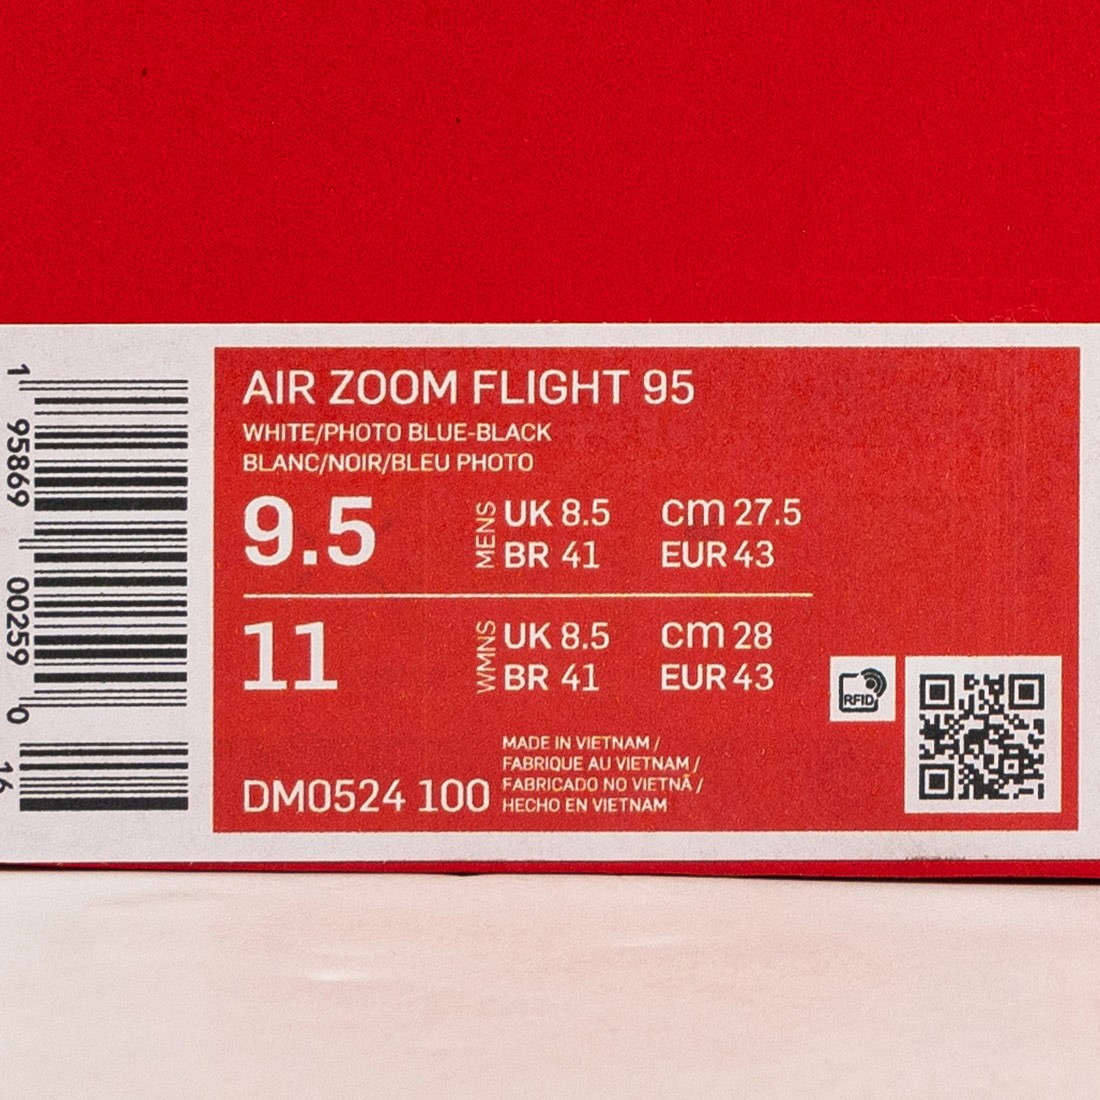 AIR ZOOM FLIGHT 95
WHITE/PHOTO BLUE-BLACK
BLANC/NOIR/BLEU PHOTO
9.5 MENS UK 8.5 cm 27.5
BR 41 EUR 43
11 WMNS UK 8.5 cm 28
BR 41 EUR 43
RFID
MADE IN VIETNAM /
FABRIQUE AU VIETNAM /
FABRICADO NO VIETNÃ /
HECHO EN VIETNAM
DM0524 100
1 95869 00259 0 16